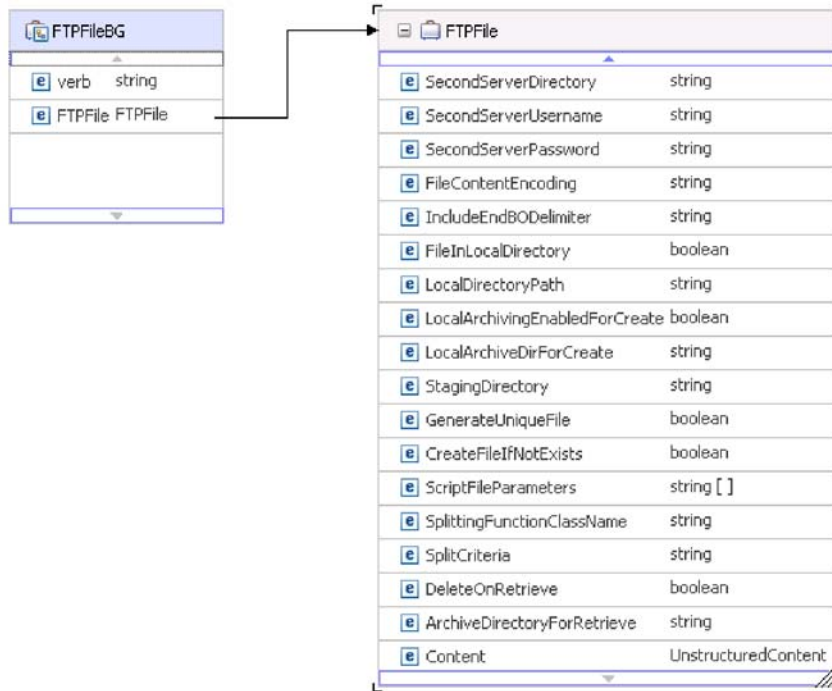 FTPFileBG
verb string
FTPFile FTPFile
FTPFile
SecondServerDirectory string
SecondServerUsername string
SecondServerPassword string
FileContentEncoding string
IncludeEndBODelimiter string
FileInLocalDirectory boolean
LocalDirectoryPath string
LocalArchivingEnabledForCreate boolean
LocalArchiveDirForCreate string
StagingDirectory string
GenerateUniqueFile boolean
CreateFileIfNotExists boolean
ScriptFileParameters string [ ]
SplittingFunctionClassName string
SplitCriteria string
DeleteOnRetrieve boolean
ArchiveDirectoryForRetrieve string
Content UnstructuredContent